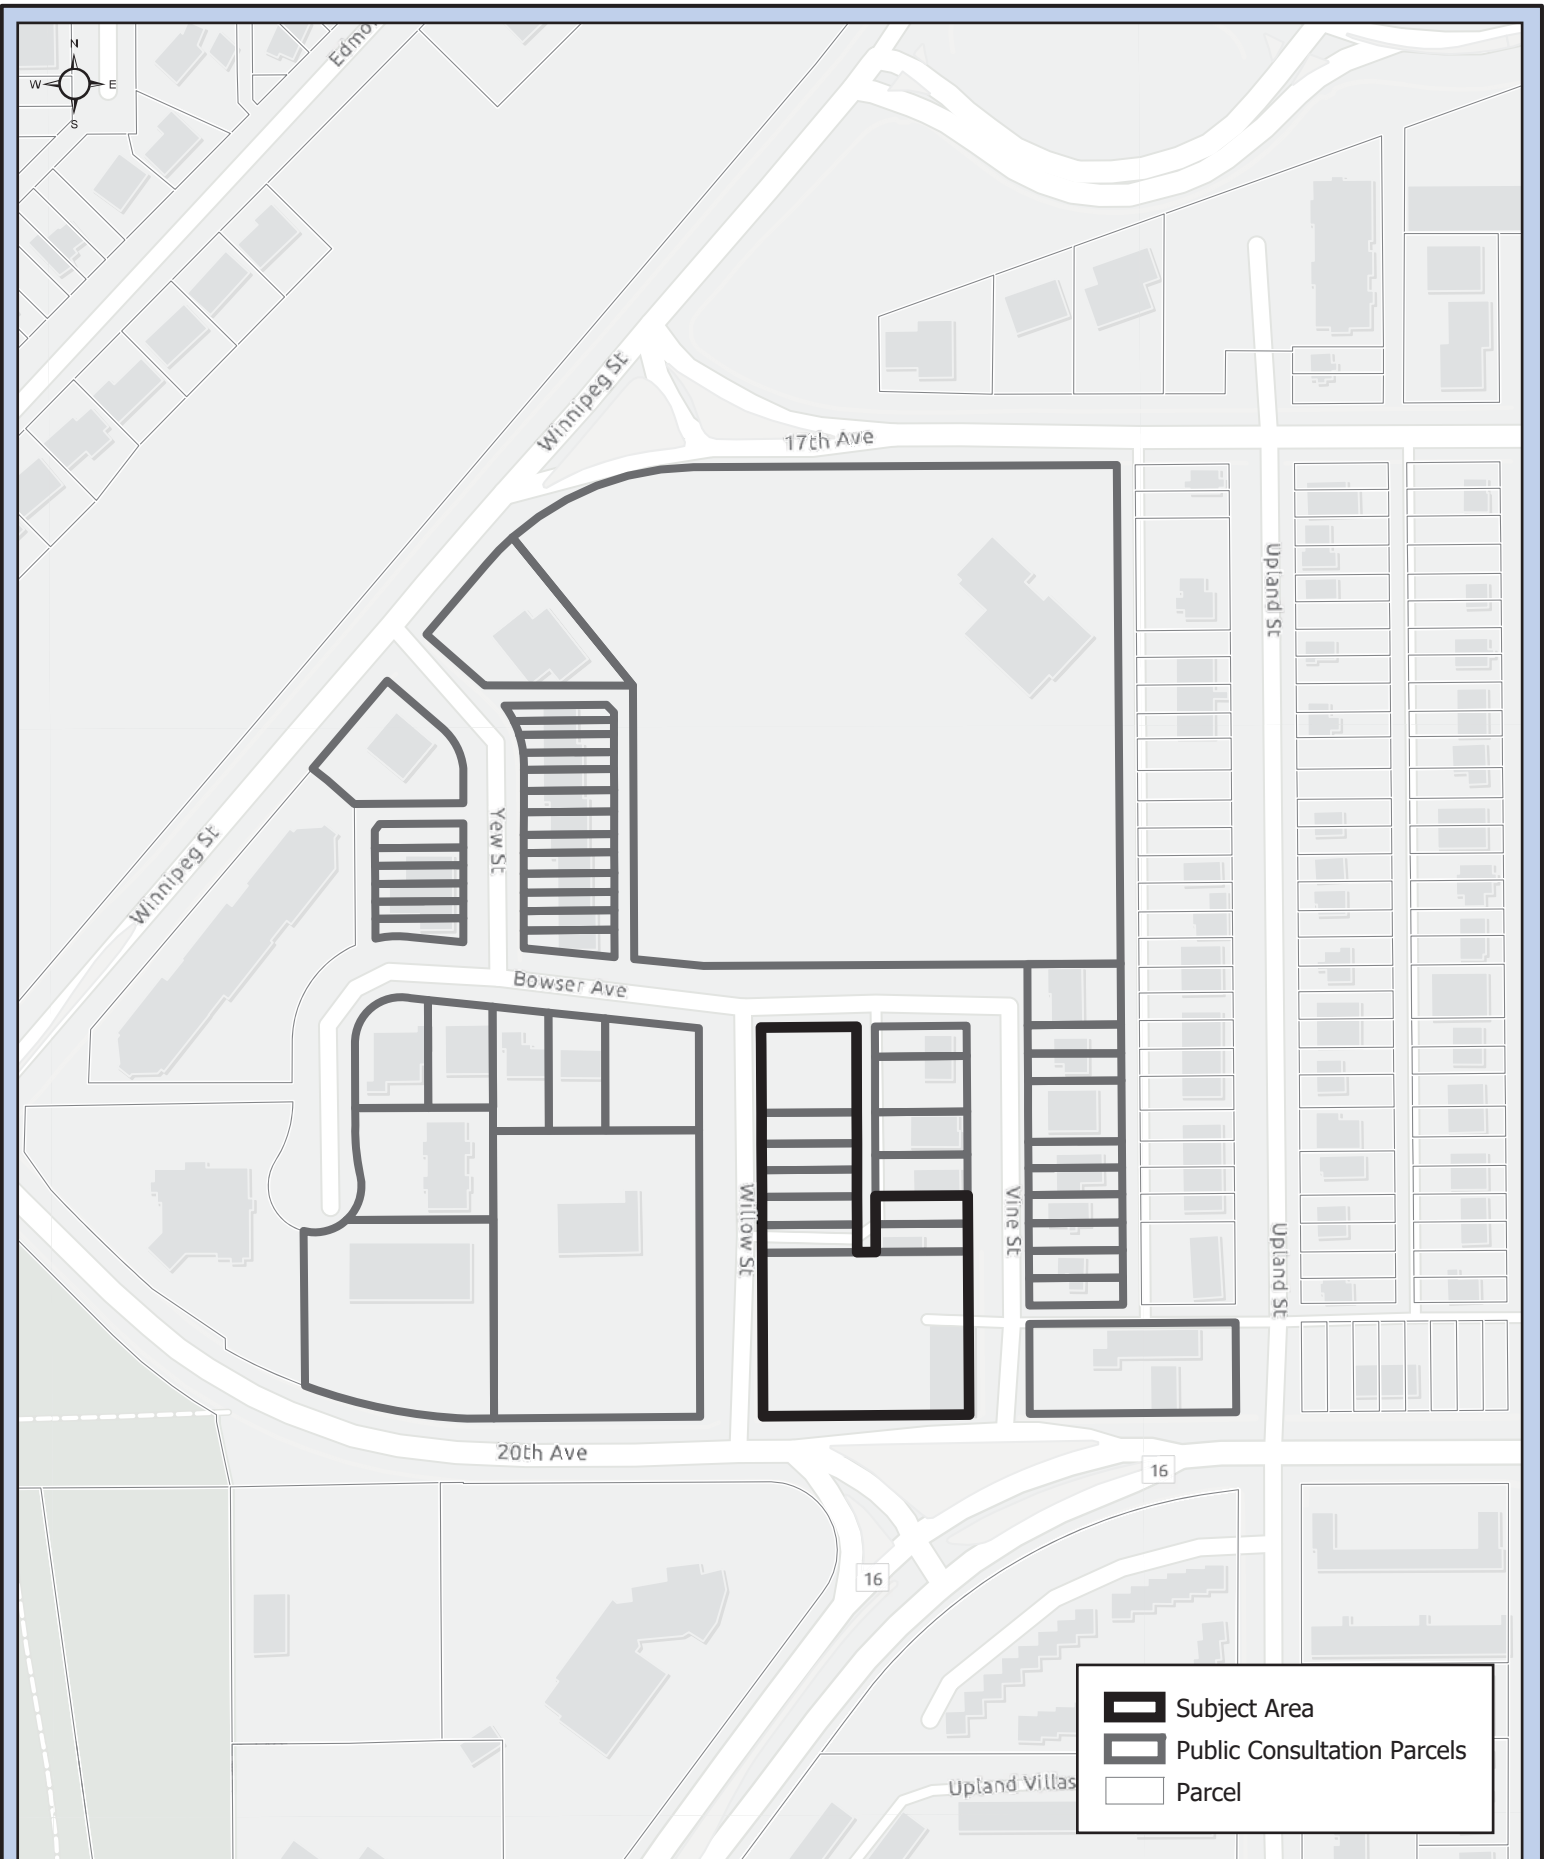 N
Edmo
W E
S
Winnipeg St
17th Ave
Upland St
Yew St
Winnipeg St
Bowser Ave
Willow St
Vine St
Upland St
20th Ave
16
16
Subject Area
Public Consultation Parcels
Parcel
Upland Villas